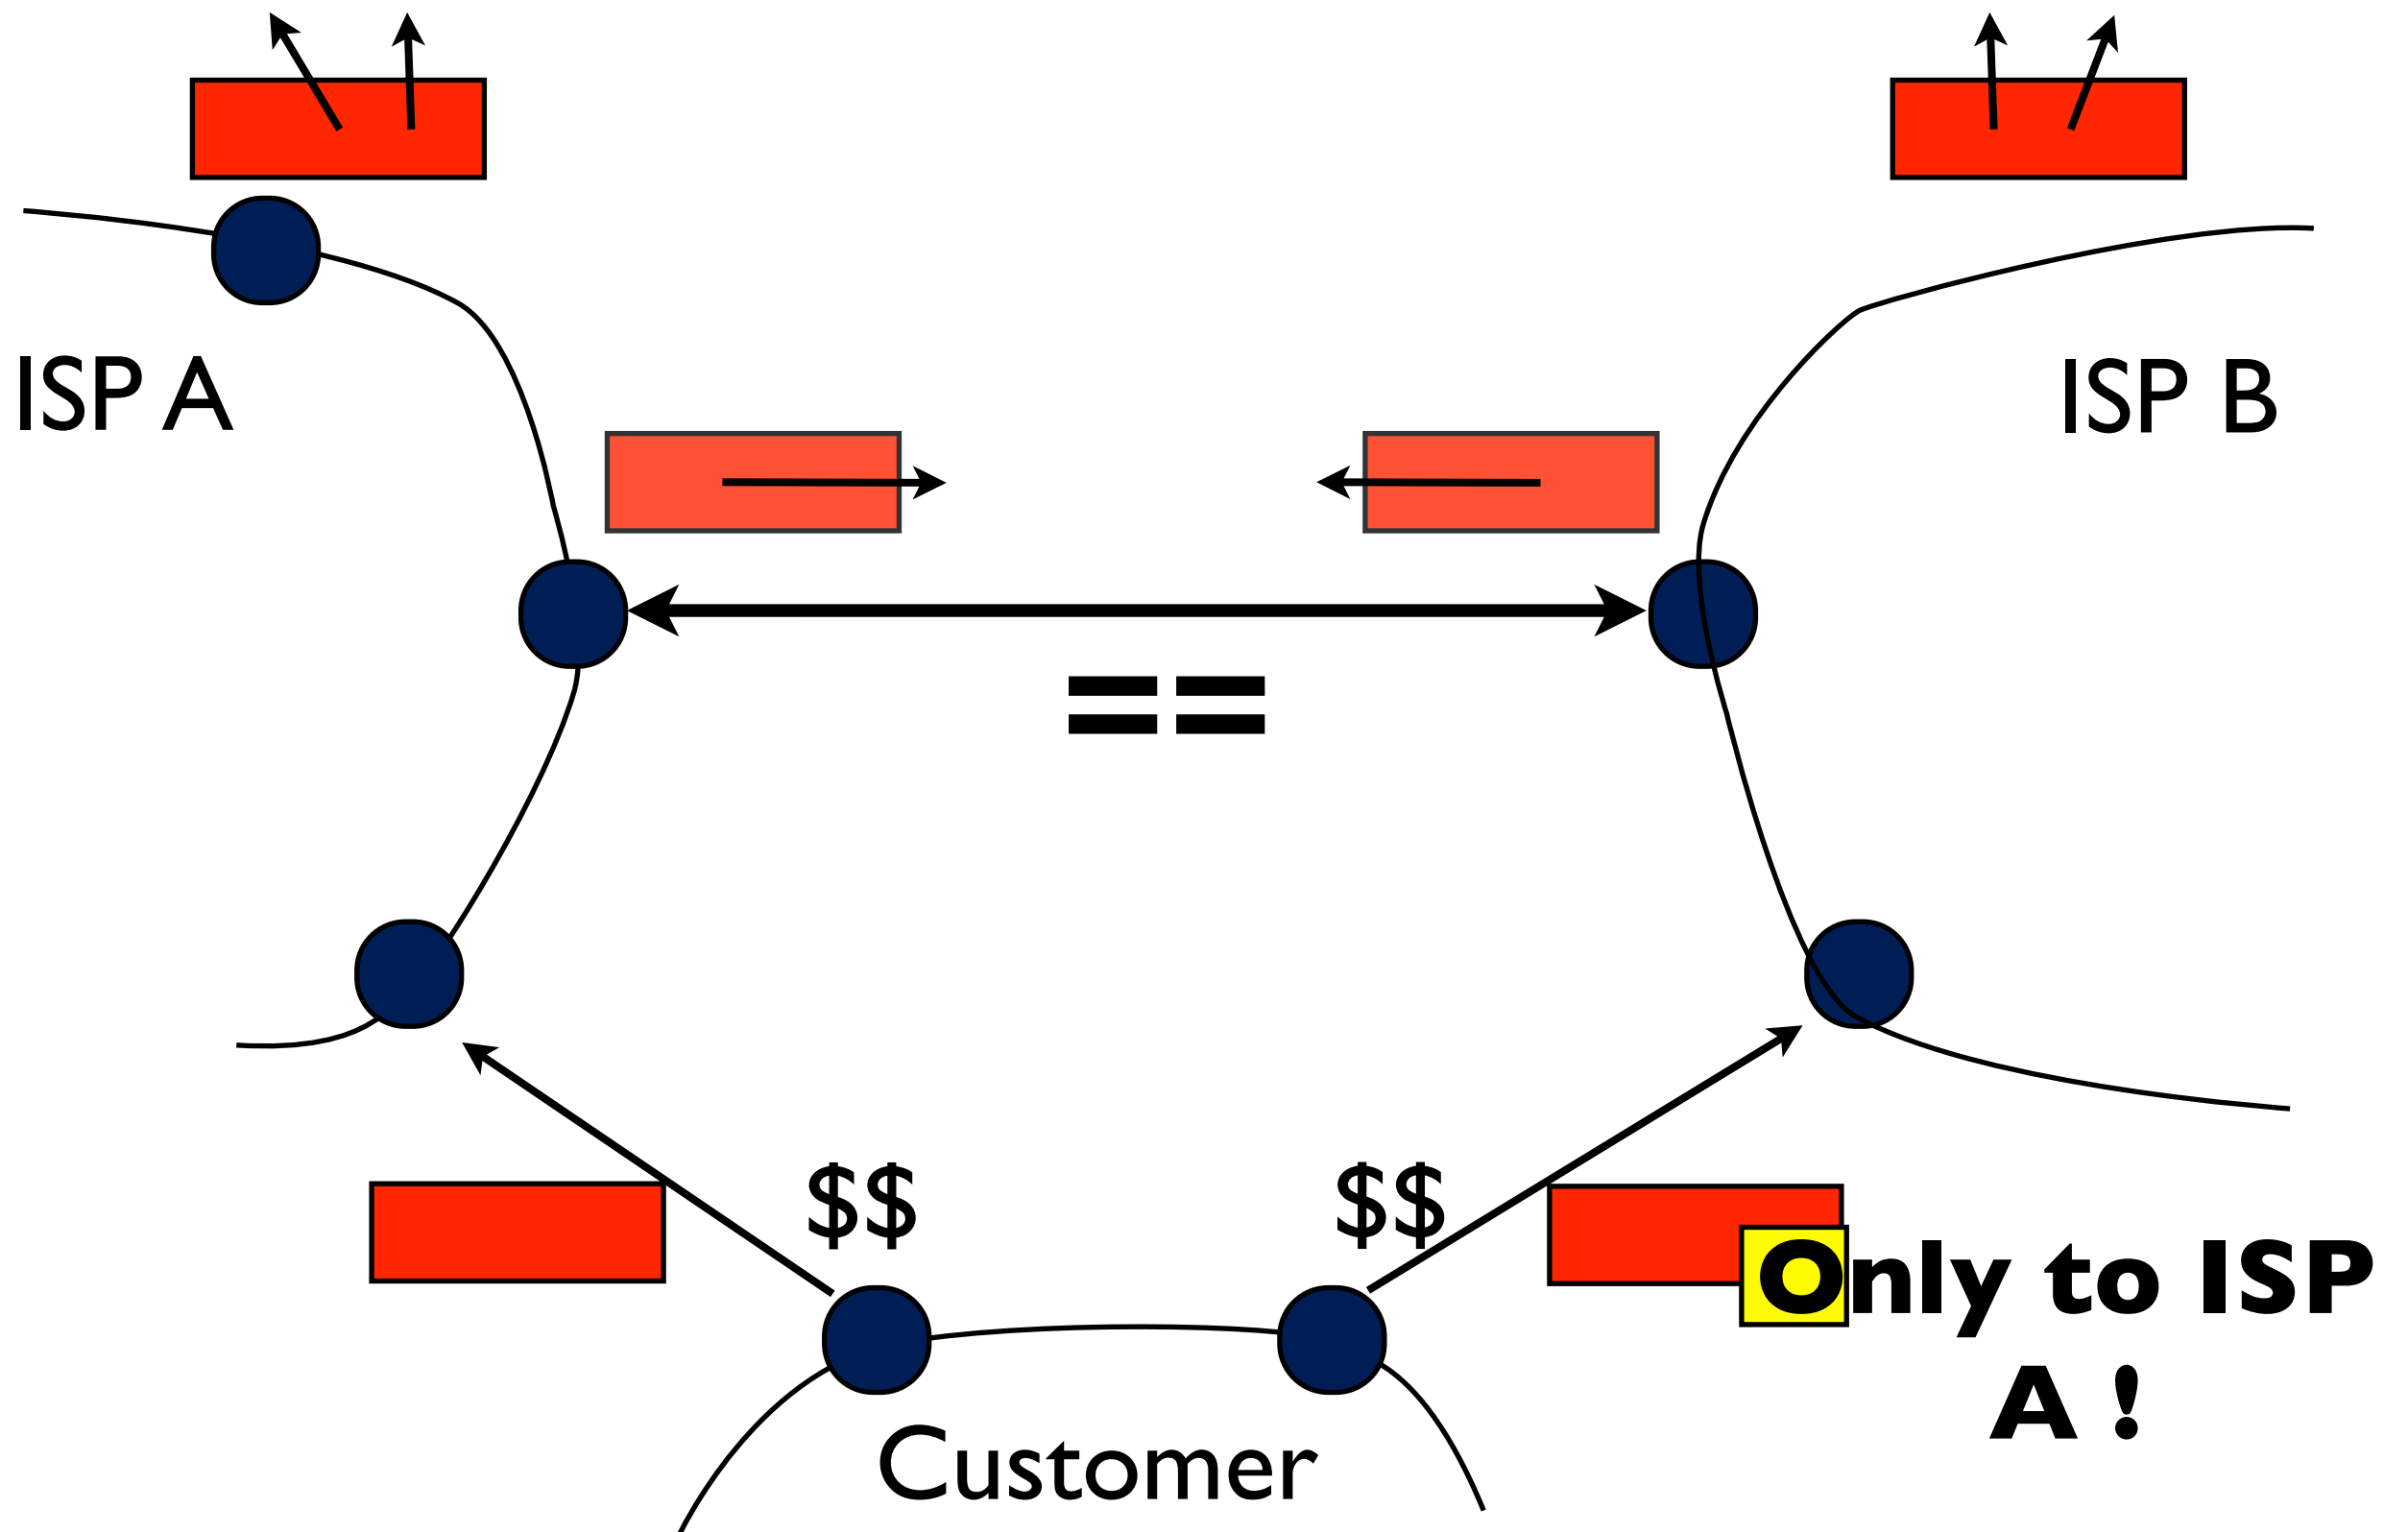 ISP A
ISP B
==
$$
$$
Only to ISP
A !
Customer